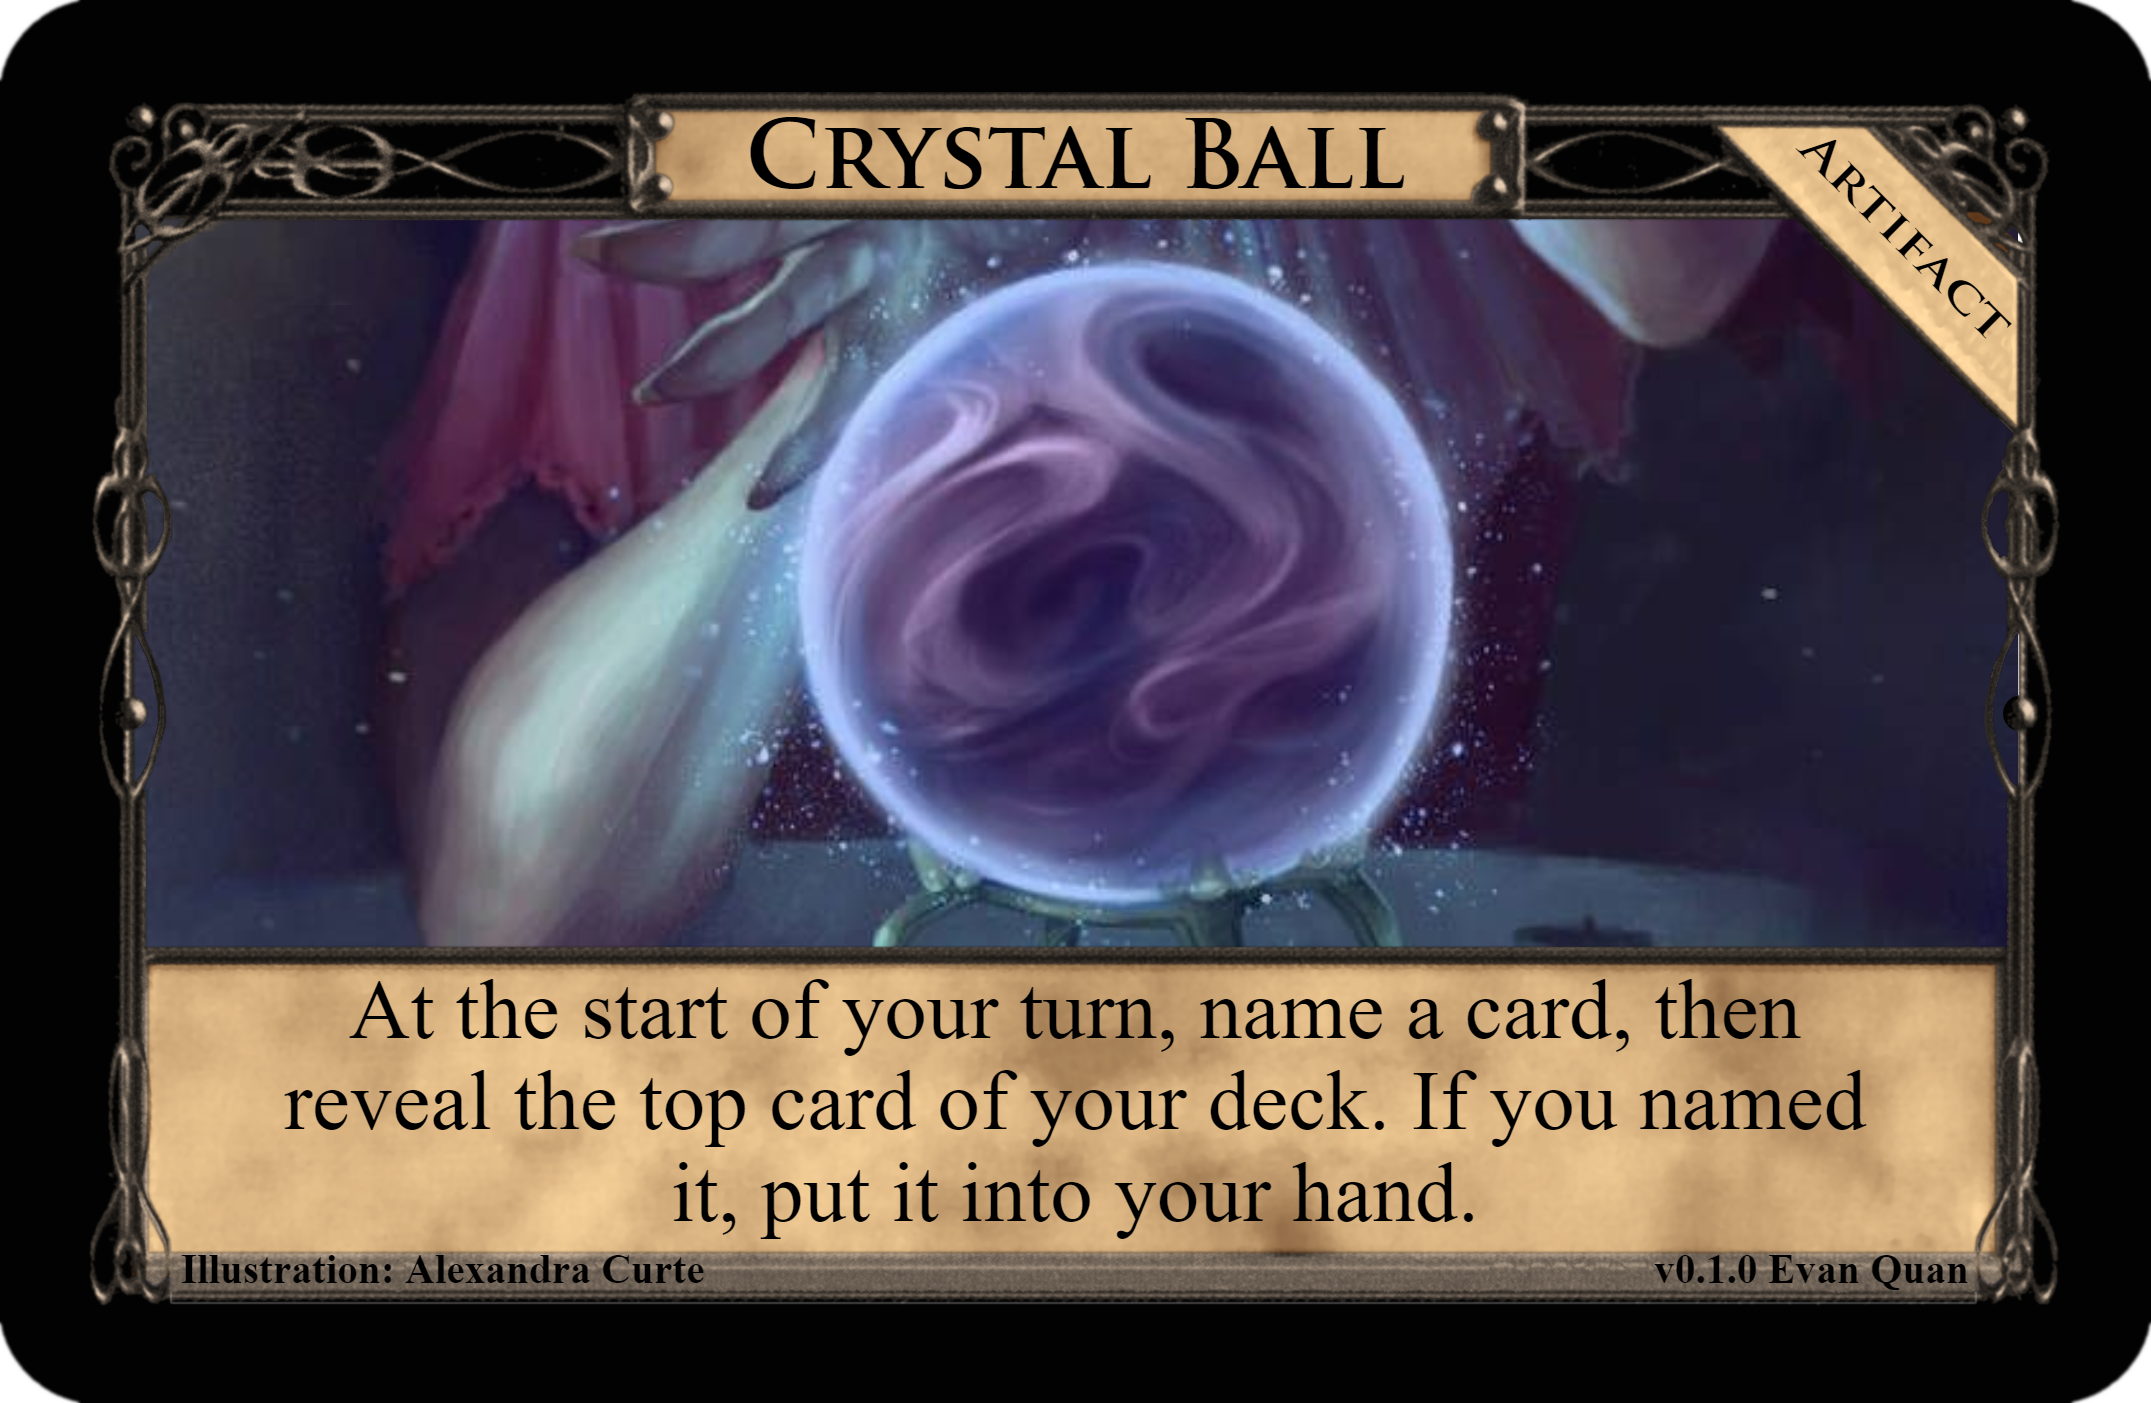 CRYSTAL BALL
ARTIFACT
At the start of your turn, name a card, then
reveal the top card of your deck. If you named
it, put it into your hand.
Illustration: Alexandra Curte
v0.1.0 Evan Quan